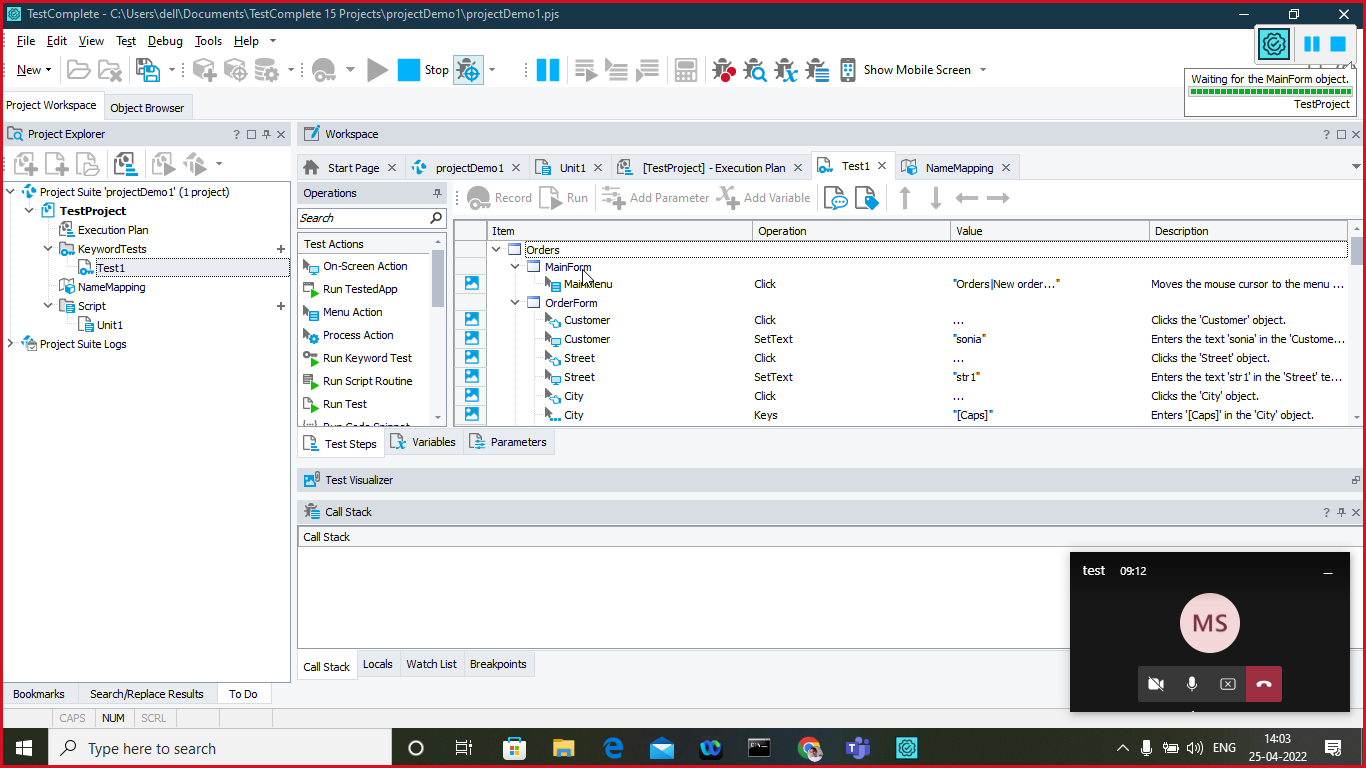 TestComplete - C:\Users\dell\Documents\TestComplete 15 Projects\projectDemo1\projectDemo1.pjs
File Edit View Test Debug Tools Help
New Stop Show Mobile Screen
Waiting for the MainForm object.
TestProject
Project Workspace Object Browser
Project Explorer ?
Project Suite 'projectDemo1' (1 project)
TestProject
Execution Plan
KeywordTests
Test1
NameMapping
Script
Unit1
Project Suite Logs
Workspace ?
Start Page projectDemo1 Unit1 [TestProject] - Execution Plan Test1 NameMapping
Operations
Search
Test Actions
On-Screen Action
Run TestedApp
Menu Action
Process Action
Run Keyword Test
Run Script Routine
Run Test
Run Code Snippet
Record Run Add Parameter Add Variable
Item Operation Value Description
Orders
MainForm
MainMenu Click "Orders|New order..." Moves the mouse cursor to the menu ...
OrderForm
Customer Click ... Clicks the 'Customer' object.
Customer SetText "sonia" Enters the text 'sonia' in the 'Custome...
Street Click ... Clicks the 'Street' object.
Street SetText "str1" Enters the text 'str1' in the 'Street' te...
City Click ... Clicks the 'City' object.
City Keys "[Caps]" Enters '[Caps]' in the 'City' object.
Test Steps Variables Parameters
Test Visualizer
Call Stack ?
Call Stack
Call Stack Locals Watch List Breakpoints
test 09:12
MS
Bookmarks Search/Replace Results To Do
CAPS NUM SCRL
Type here to search
ENG
14:03
25-04-2022